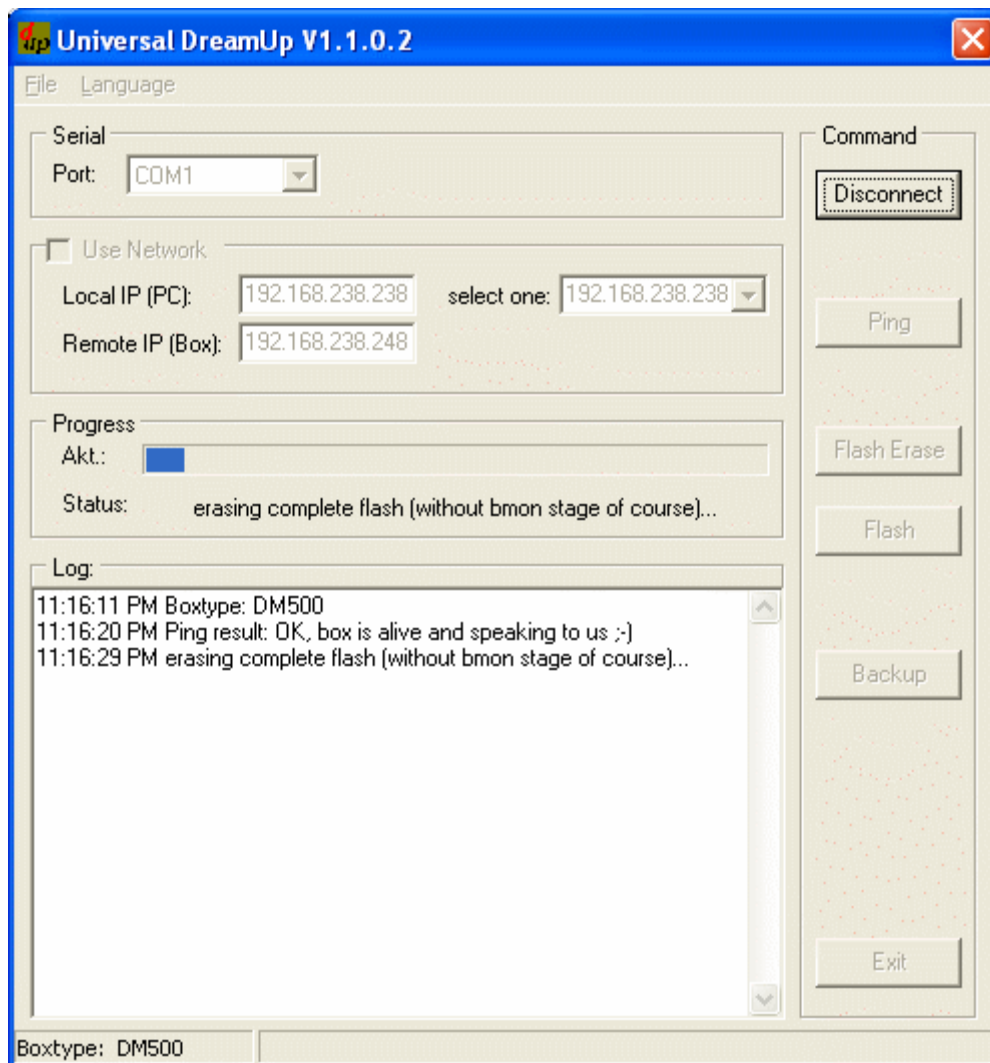 Universal DreamUp V1.1.0.2
File Language
Serial
Port: COM1
Use Network
Local IP (PC): 192.168.238.238 select one: 192.168.238.238
Remote IP (Box): 192.168.238.248
Progress
Akt.:
Status: erasing complete flash (without bmon stage of course)...
Log:
11:16:11 PM Boxtype: DM500
11:16:20 PM Ping result: OK, box is alive and speaking to us ;-)
11:16:29 PM erasing complete flash (without bmon stage of course)...
Command
Disconnect
Ping
Flash Erase
Flash
Backup
Exit
Boxtype: DM500